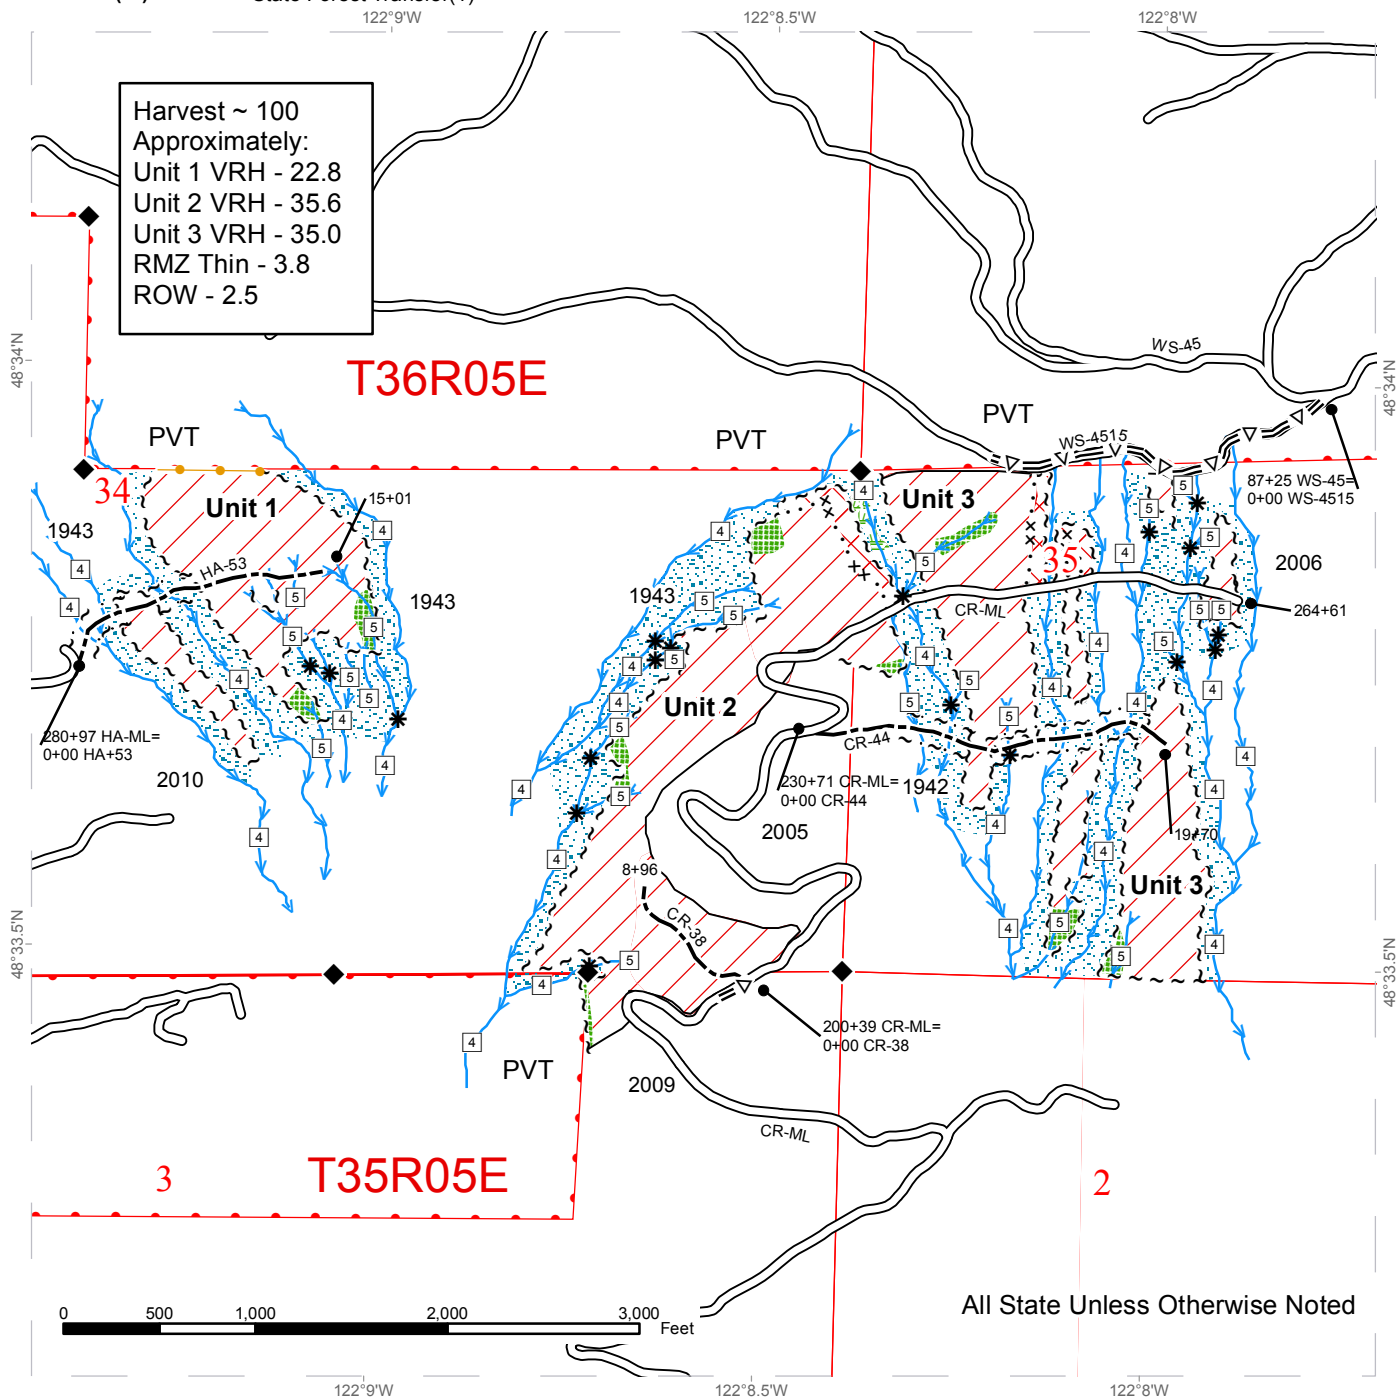 State Forest Transfer(1)
122°9'W
122°8.5'W
122°8'W
Harvest ~ 100
Approximately:
Unit 1 VRH - 22.8
Unit 2 VRH - 35.6
Unit 3 VRH - 35.0
RMZ Thin - 3.8
ROW - 2.5
48°34'N
48°34'N
WS-45
T36R05E
PVT
PVT
PVT
WS-4515
34
Unit 1
15+01
Unit 3
87+25 WS-45=
0+00 WS-4515
1943
HA-53
35
2006
1943
1943
CR-ML
264+61
Unit 2
280+97 HA-ML=
0+00 HA+53
CR-44
2010
230+71 CR-ML=
0+00 CR-44
1942
2005
19+70
8+96
Unit 3
CR-38
48°33.5'N
48°33.5'N
200+39 CR-ML=
0+00 CR-38
PVT
2009
CR-ML
3
T35R05E
2
All State Unless Otherwise Noted
0 500 1,000 2,000 3,000
Feet
122°9'W
122°8.5'W
122°8'W